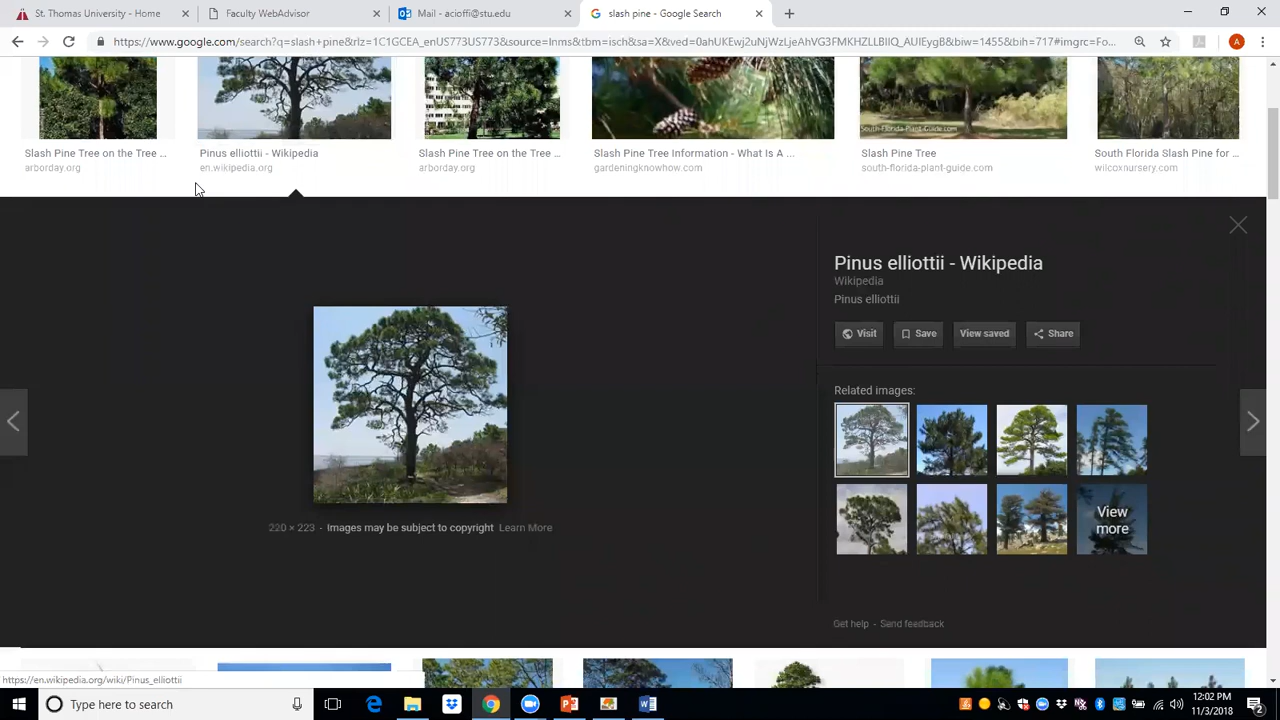 St. Thomas University - Home
Faculty WebAdvisor
Mail - acioffi@stu.edu
slash pine - Google Search
https://www.google.com/search?q=slash+pine&rlz=1C1GCEA_enUS773US773&source=lnms&tbm=isch&sa=X&ved=0ahUKEwj2uNjWzLjeAhVG3FMKHZLLBIIQ_AUIEygB&biw=1455&bih=717#imgrc=Fo...
A
South-Florida-Plant-Guide.com
Slash Pine Tree on the Tree ...
Pinus elliottii - Wikipedia
Slash Pine Tree on the Tree ...
Slash Pine Tree Information - What Is A ...
Slash Pine Tree
South Florida Slash Pine for ...
arborday.org
en.wikipedia.org
arborday.org
gardeningknowhow.com
south-florida-plant-guide.com
wilcoxnursery.com
Pinus elliottii - Wikipedia
Wikipedia
Pinus elliottii
Visit
Save
View saved
Share
Related images:
View
more
220 × 223 - Images may be subject to copyright Learn More
Get help - Send feedback
https://en.wikipedia.org/wiki/Pinus_elliottii
Type here to search
12:02 PM
11/3/2018